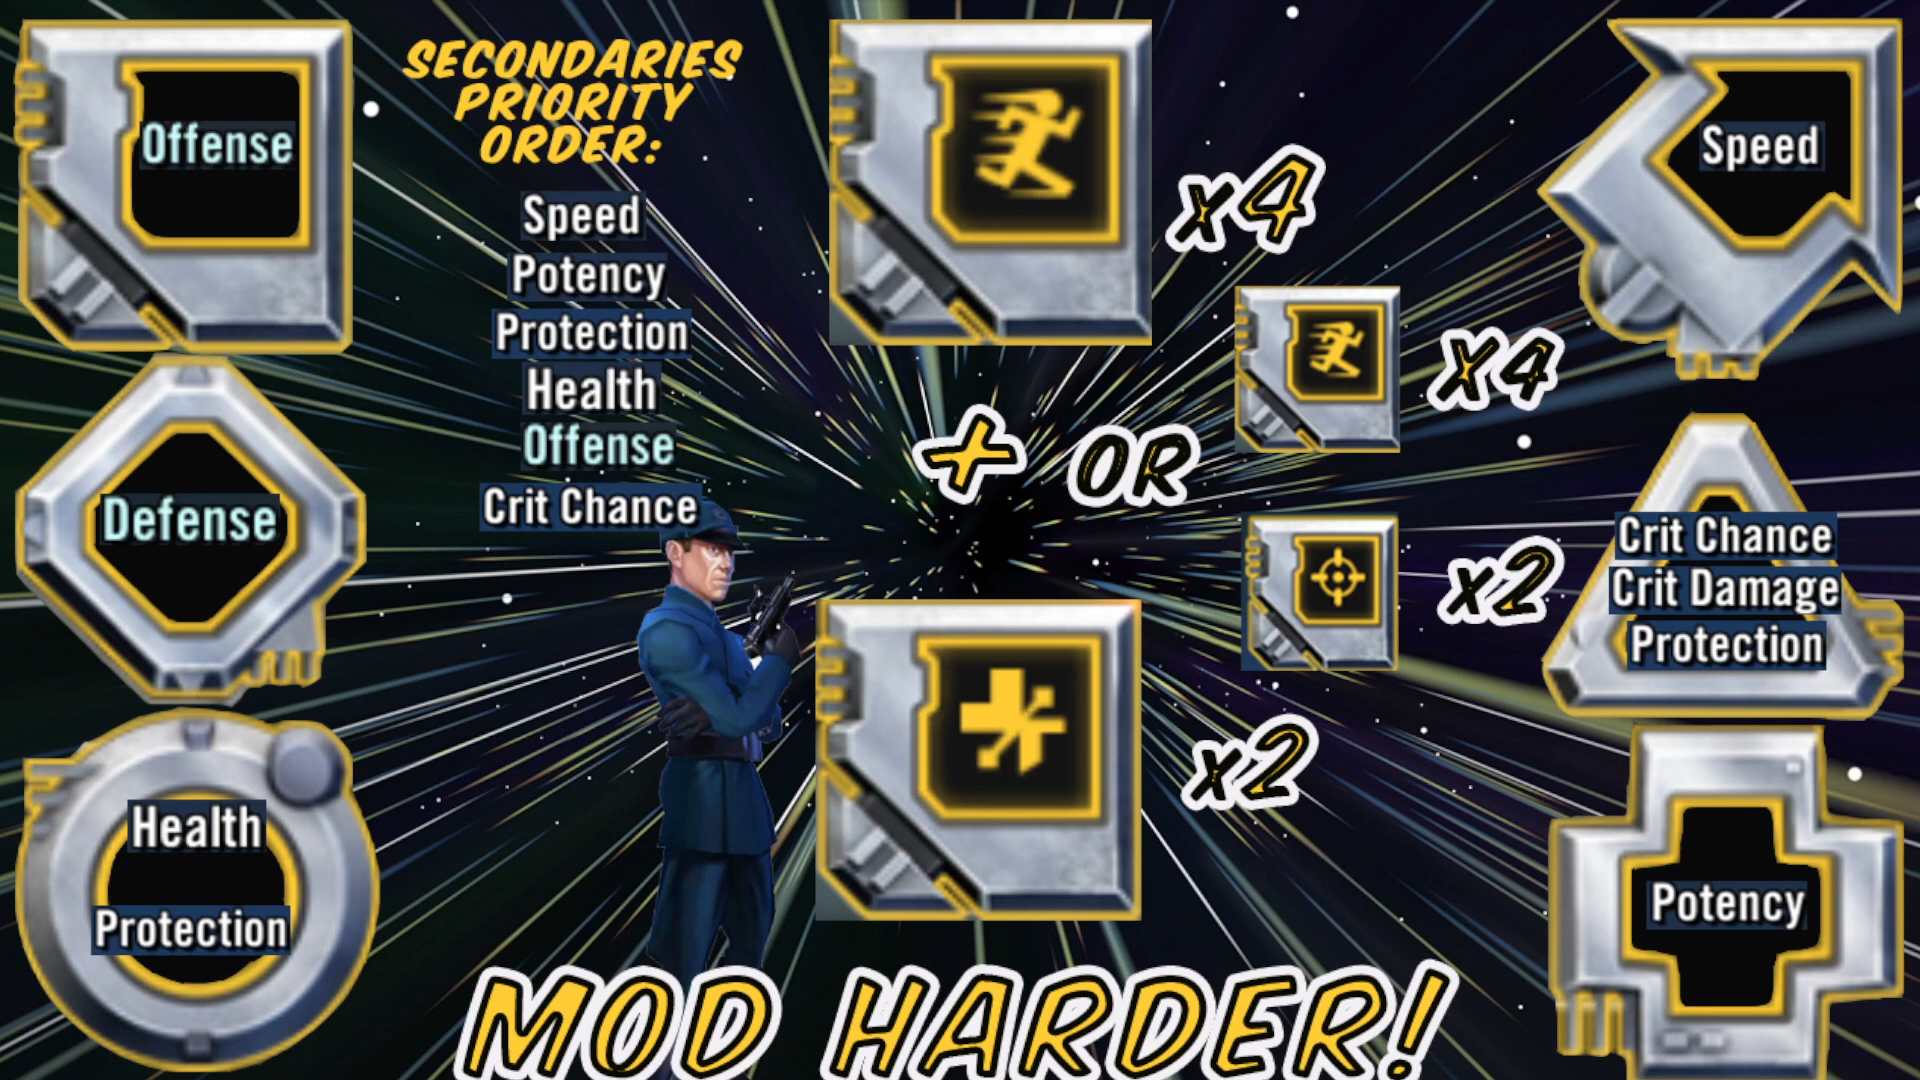 Offense
Defense
Health
Protection
SECONDARIES
PRIORITY
ORDER:
Speed
Potency
Protection
Health
Offense
Crit Chance
x4
+ OR
X4
x2
x2
Speed
Crit Chance
Crit Damage
Protection
Potency
MOD HARDER!